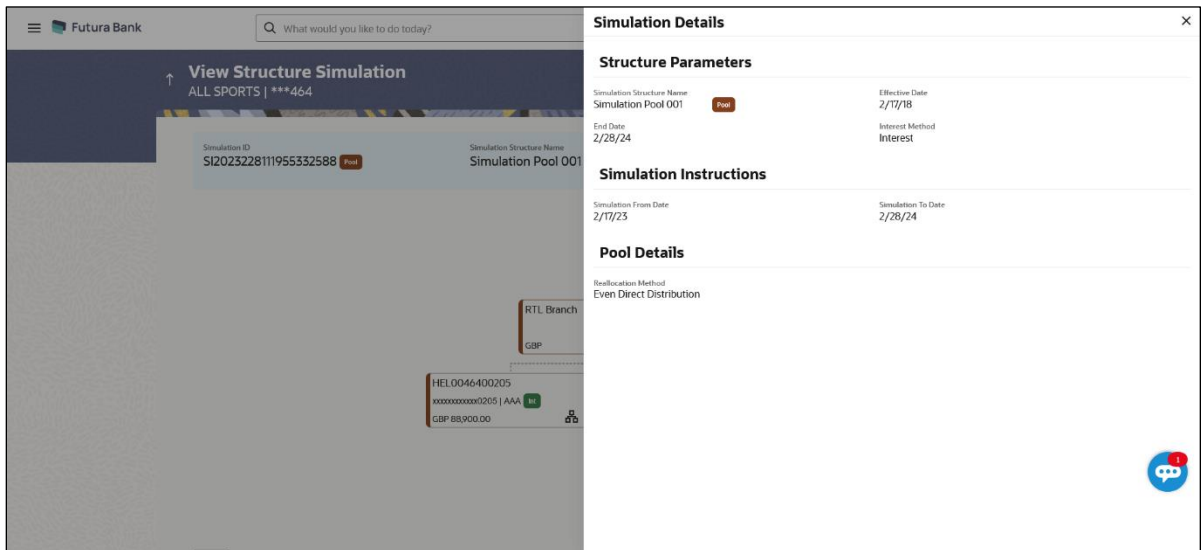 Futura Bank
What would you like to do today?
View Structure Simulation
ALL SPORTS | ***464
Simulation ID
SI2023228111955332588 Pool
Simulation Structure Name
Simulation Pool 001
RTL Branch
GBP
HEL0046400205
xxxxxxxxxxxx0205 | AAA Int
GBP 88,900.00
Simulation Details
Structure Parameters
Simulation Structure Name
Simulation Pool 001 Pool
Effective Date
2/17/18
End Date
2/28/24
Interest Method
Interest
Simulation Instructions
Simulation From Date
2/17/23
Simulation To Date
2/28/24
Pool Details
Reallocation Method
Even Direct Distribution
1